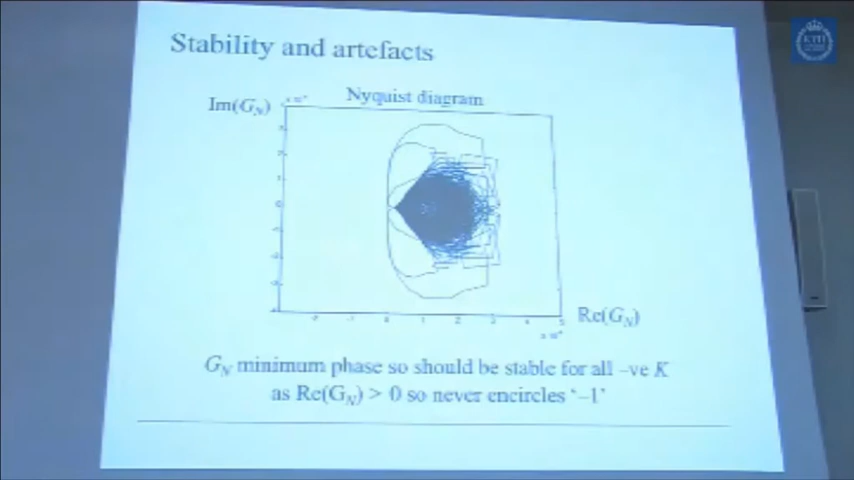 Stability and artefacts
Nyquist diagram
Im(G_N)
Re(G_N)
G_N minimum phase so should be stable for all –ve K
as Re(G_N) > 0 so never encircles ‘–1’
KTH